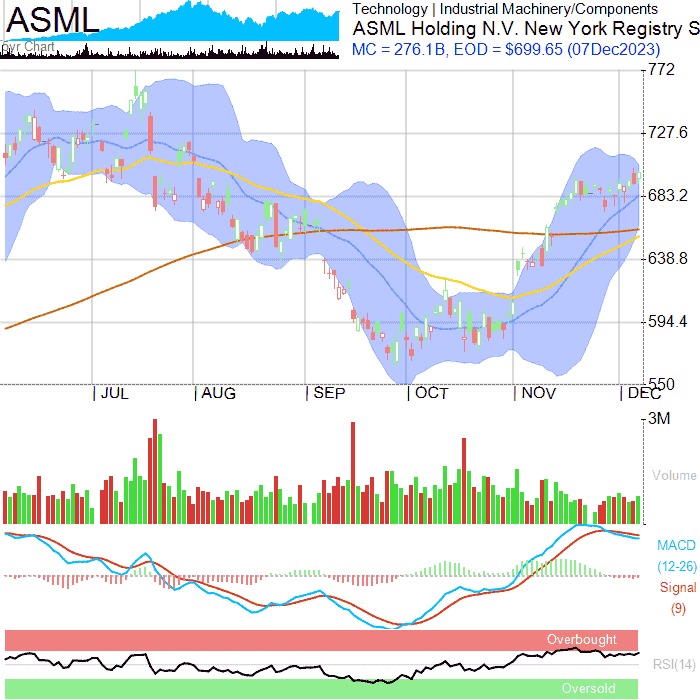 ASML
5yr Chart
Technology | Industrial Machinery/Components
ASML Holding N.V. New York Registry S
MC = 276.1B, EOD = $699.65 (07Dec2023)
772
727.6
683.2
638.8
594.4
550
JUL AUG SEP OCT NOV DEC
3M
Volume
MACD
(12-26)
Signal
(9)
Overbought
RSI(14)
Oversold